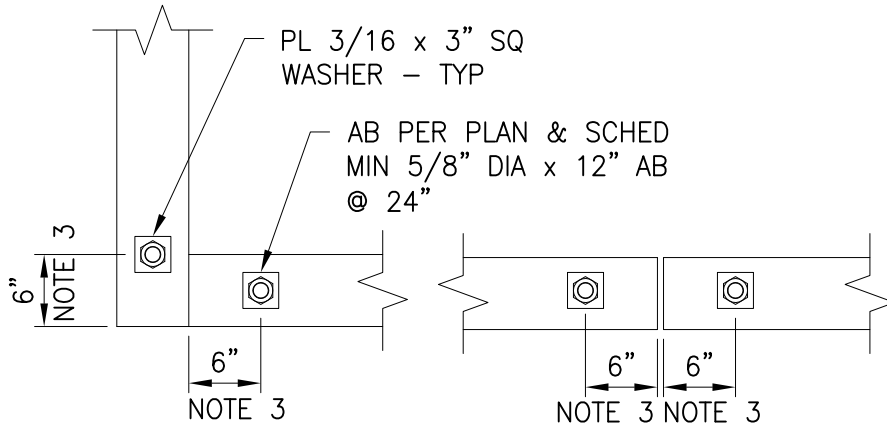 PL 3/16 x 3” SQ
WASHER – TYP
AB PER PLAN & SCHED
MIN 5/8” DIA x 12” AB
@ 24”
6”
NOTE 3
6”
NOTE 3
6”
NOTE 3
6”
NOTE 3